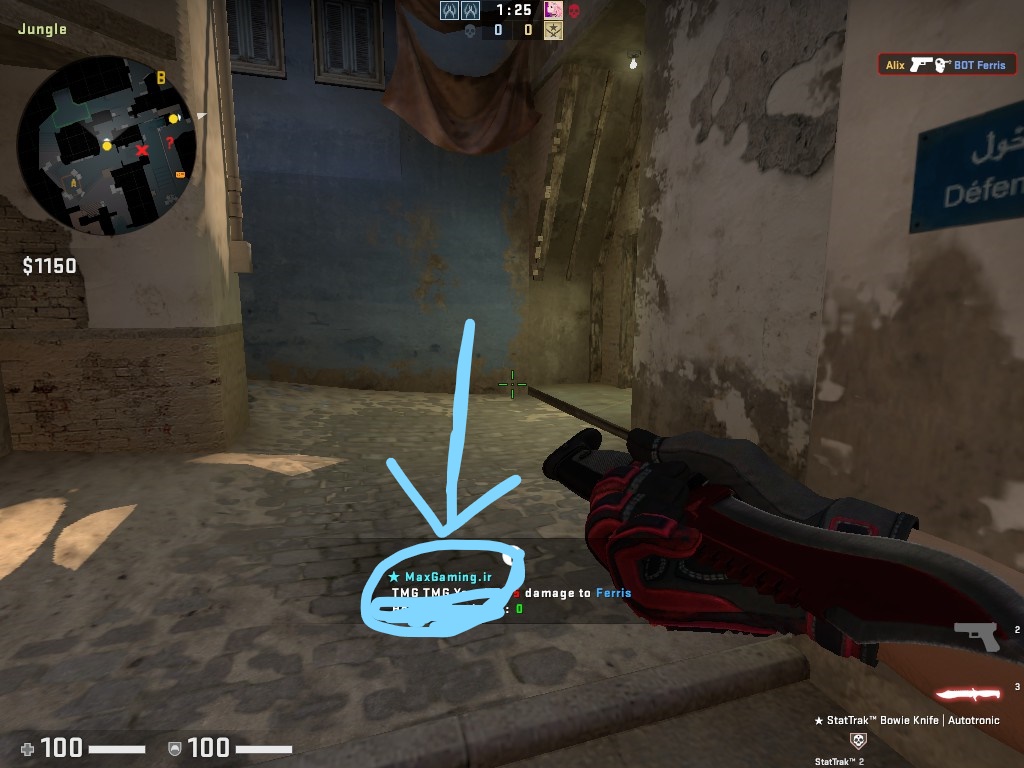 1:25
Jungle
0 0
Alix BOT Ferris
B
?
A
$1150
خول
Défen
★ MaxGaming.ir
TMG TMG damage to Ferris
: 0
2
3
★ StatTrak™ Bowie Knife | Autotronic
100 100
StatTrak™ 2